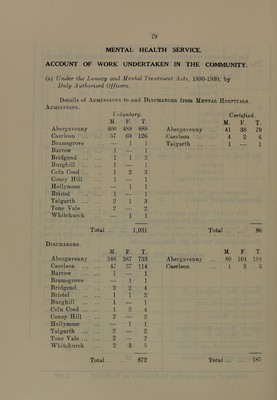 79
MENTAL HEALTH SERVICE.
ACCOUNT OF WORK UNDERTAKEN IN THE COMMUNITY.
(a) Under the Lunacy and Mental Treatment Acts, 1890-1930, by
Duly Authorised Officers.
Details of Admissions to and Discharges from Mental Hospitals.
Admissions.
Voluntary. Certified.
M. F. T. M. F. T.
Abergavenny ... 400 488 888 Abergavenny ... 41 38 79
Caerleon ... ... 57 69 126 Caerleon ... 4 2 6
Bromsgrove ... — 1 1 Talgarth ... 1 — 1
Barrow ... ... 1 — 1
Bridgend ... ... 1 1 2
Burghill ... ... 1 — 1
Cefn Coed ... ... 1 2 3
Coney Hill ... 1 — 1
Hollymoor ... — 1 1
Bristol ... ... 1 — 1
Talgarth ... ... 2 1 3
Tone Vale ... ... 2 — 2
Whitchurch ... — 1 1
Total ... 1,031 Total ... 86
Discharges.
M. F. T. M. F. T.
Abergavenny ... 346 387 733 Abergavenny ... 80 104 184
Caerleon ... ... 47 57 114 Caerleon ... 1 2 3
Barrow ... ... 1 — 1
Bromsgrove ... — 1 1
Bridgend ... ... 2 2 4
Bristol ... ... 1 1 2
Burghill ... ... 1 — 1
Cefn Coed ... ... 1 3 4
Coney Hill ... 2 — 2
Hollymoor ... — 1 1
Talgarth ... ... 2 — 2
Tone Vale ... ... 2 — 2
Whitchurch ... 2 3 5
Total ... 872 Total ... 187